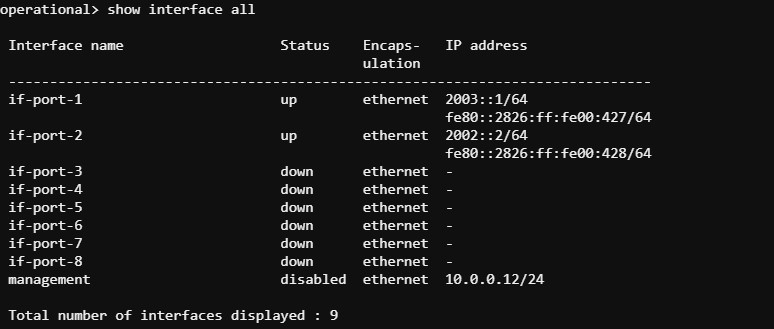 operational> show interface all
Interface name Status Encaps- IP address
ulation
-------------------------------------------------------------------------------
if-port-1 up ethernet 2003::1/64
fe80::2826:ff:fe00:427/64
if-port-2 up ethernet 2002::2/64
fe80::2826:ff:fe00:428/64
if-port-3 down ethernet -
if-port-4 down ethernet -
if-port-5 down ethernet -
if-port-6 down ethernet -
if-port-7 down ethernet -
if-port-8 down ethernet -
management disabled ethernet 10.0.0.12/24
Total number of interfaces displayed : 9